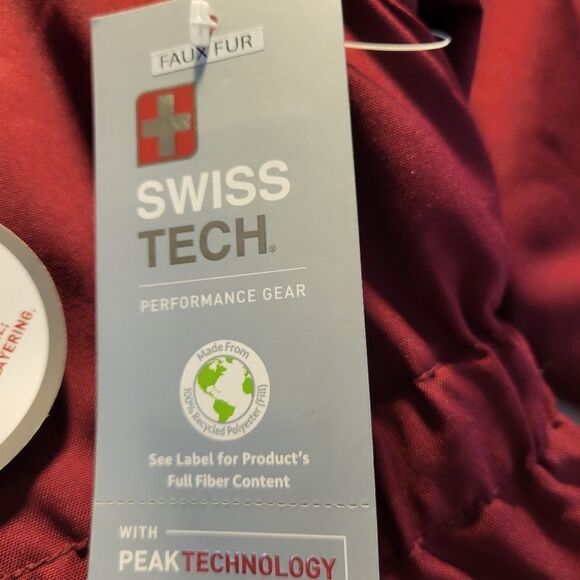 FAUX FUR
SWISS
TECH®
PERFORMANCE GEAR
Made From
100% Recycled Polyester (Fill)
See Label for Product's
Full Fiber Content
WITH
PEAKTECHNOLOGY
AYERING.